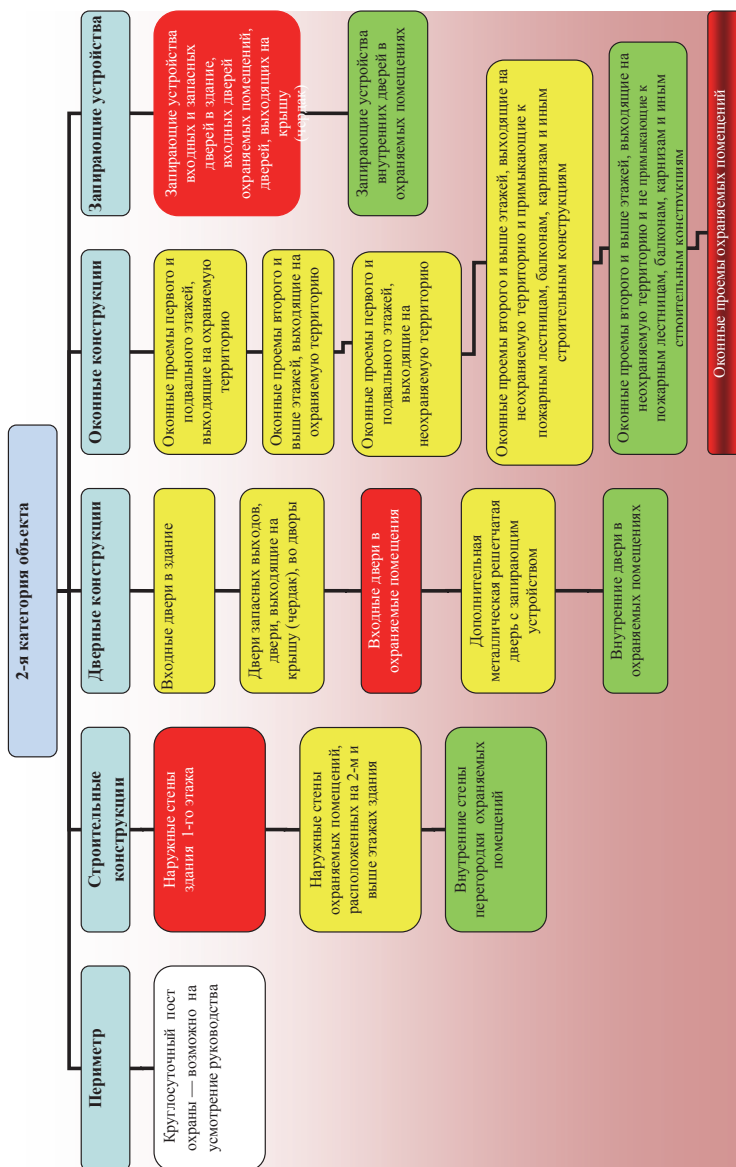 2-я категория объекта
Периметр
Круглосуточный пост
охраны — возможно на
усмотрение руководства
Строительные
конструкции
Наружные стены
здания 1-го этажа
Наружные стены
охраняемых помещений,
расположенных на 2-м и
выше этажах здания
Внутренние стены
перегородки охраняемых
помещений
Дверные конструкции
Входные двери в здание
Двери запасных выходов,
двери, выходящие на
крышу (чердак), во дворы
Входные двери в
охраняемые помещения
Дополнительная
металлическая решетчатая
дверь с запирающим
устройством
Внутренние двери в
охраняемых помещениях
Оконные конструкции
Оконные проемы первого и
подвального этажей,
выходящие на охраняемую
территорию
Оконные проемы второго и
выше этажей, выходящие на
охраняемую территорию
Оконные проемы первого и
подвального этажей,
выходящие на
неохраняемую территорию
Оконные проемы второго и выше этажей, выходящие на
неохраняемую территорию и примыкающие к
пожарным лестницам, балконам, карнизам и иным
строительным конструкциям
Оконные проемы второго и выше этажей, выходящие на
неохраняемую территорию и не примыкающие к
пожарным лестницам, балконам, карнизам и иным
строительным конструкциям
Оконные проемы охраняемых помещений
Запирающие устройства
Запирающие устройства
входных и запасных
дверей в здание,
входных дверей
охраняемых помещений,
дверей, выходящих на
крышу
(чердак)
Запирающие устройства
внутренних дверей в
охраняемых помещениях